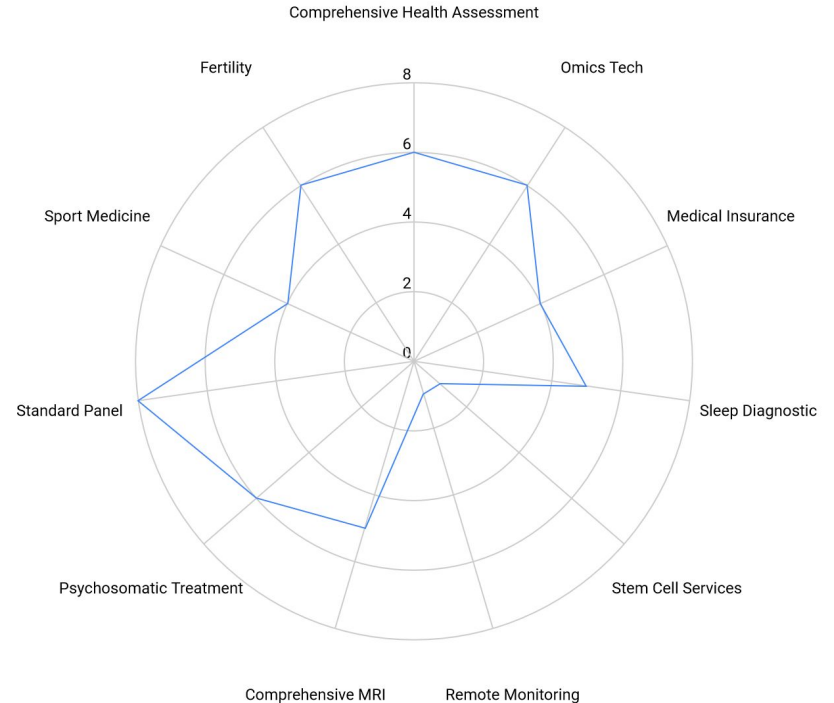 Comprehensive Health Assessment
Fertility
Omics Tech
8
6
Sport Medicine
4
Medical Insurance
2
0
Standard Panel
Sleep Diagnostic
Psychosomatic Treatment
Stem Cell Services
Comprehensive MRI
Remote Monitoring